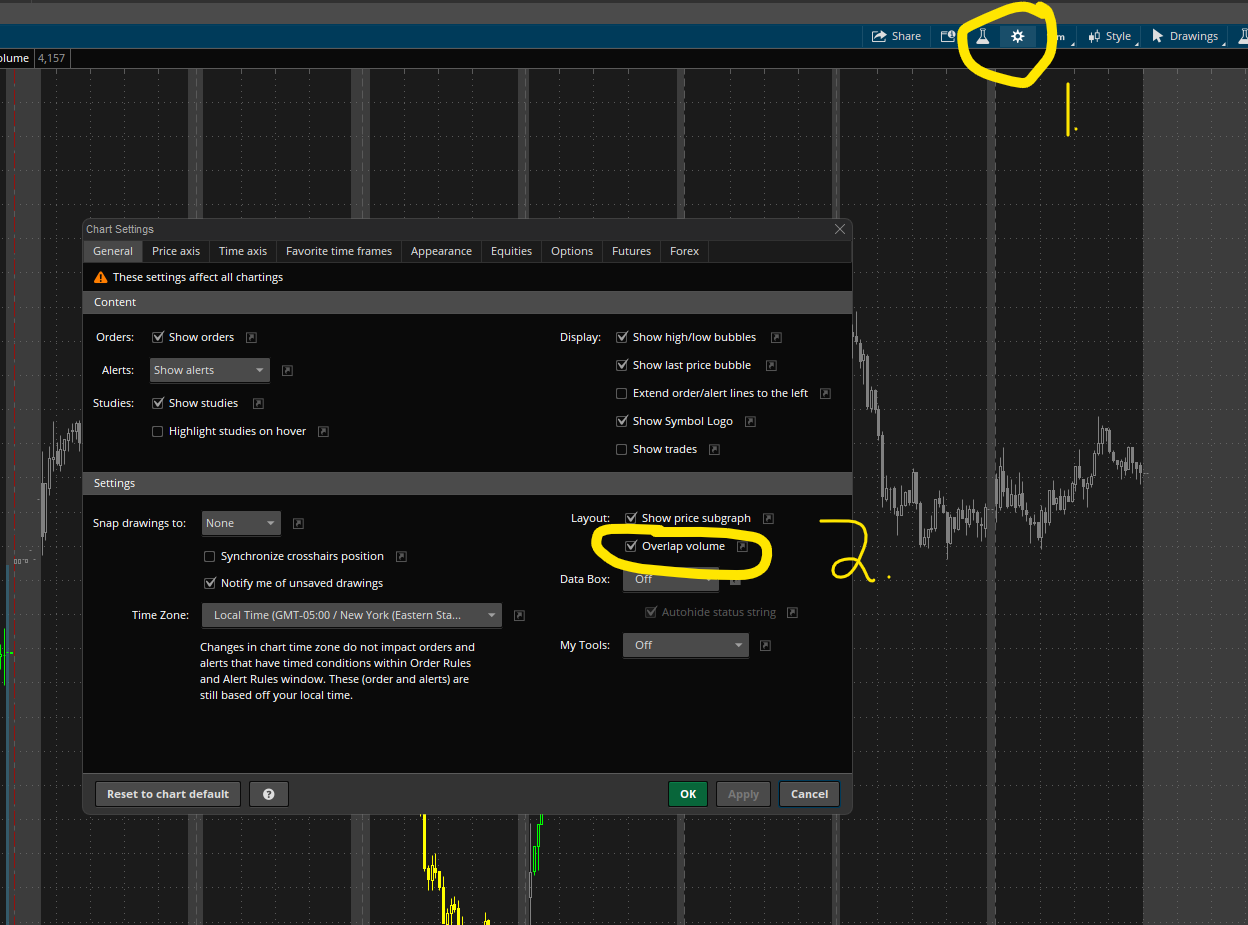 Share
m
Style
Drawings
olume 4,157
1.
Chart Settings
General Price axis Time axis Favorite time frames Appearance Equities Options Futures Forex
These settings affect all chartings
Content
Orders: Show orders
Alerts: Show alerts
Studies: Show studies
Highlight studies on hover
Display: Show high/low bubbles
Show last price bubble
Extend order/alert lines to the left
Show Symbol Logo
Show trades
Settings
Snap drawings to: None
Synchronize crosshairs position
Notify me of unsaved drawings
Time Zone: Local Time (GMT-05:00 / New York (Eastern Sta...
Changes in chart time zone do not impact orders and
alerts that have timed conditions within Order Rules
and Alert Rules window. These (order and alerts) are
still based off your local time.
Layout: Show price subgraph
Overlap volume
2.
Data Box: Off
Autohide status string
My Tools: Off
Reset to chart default ? OK Apply Cancel